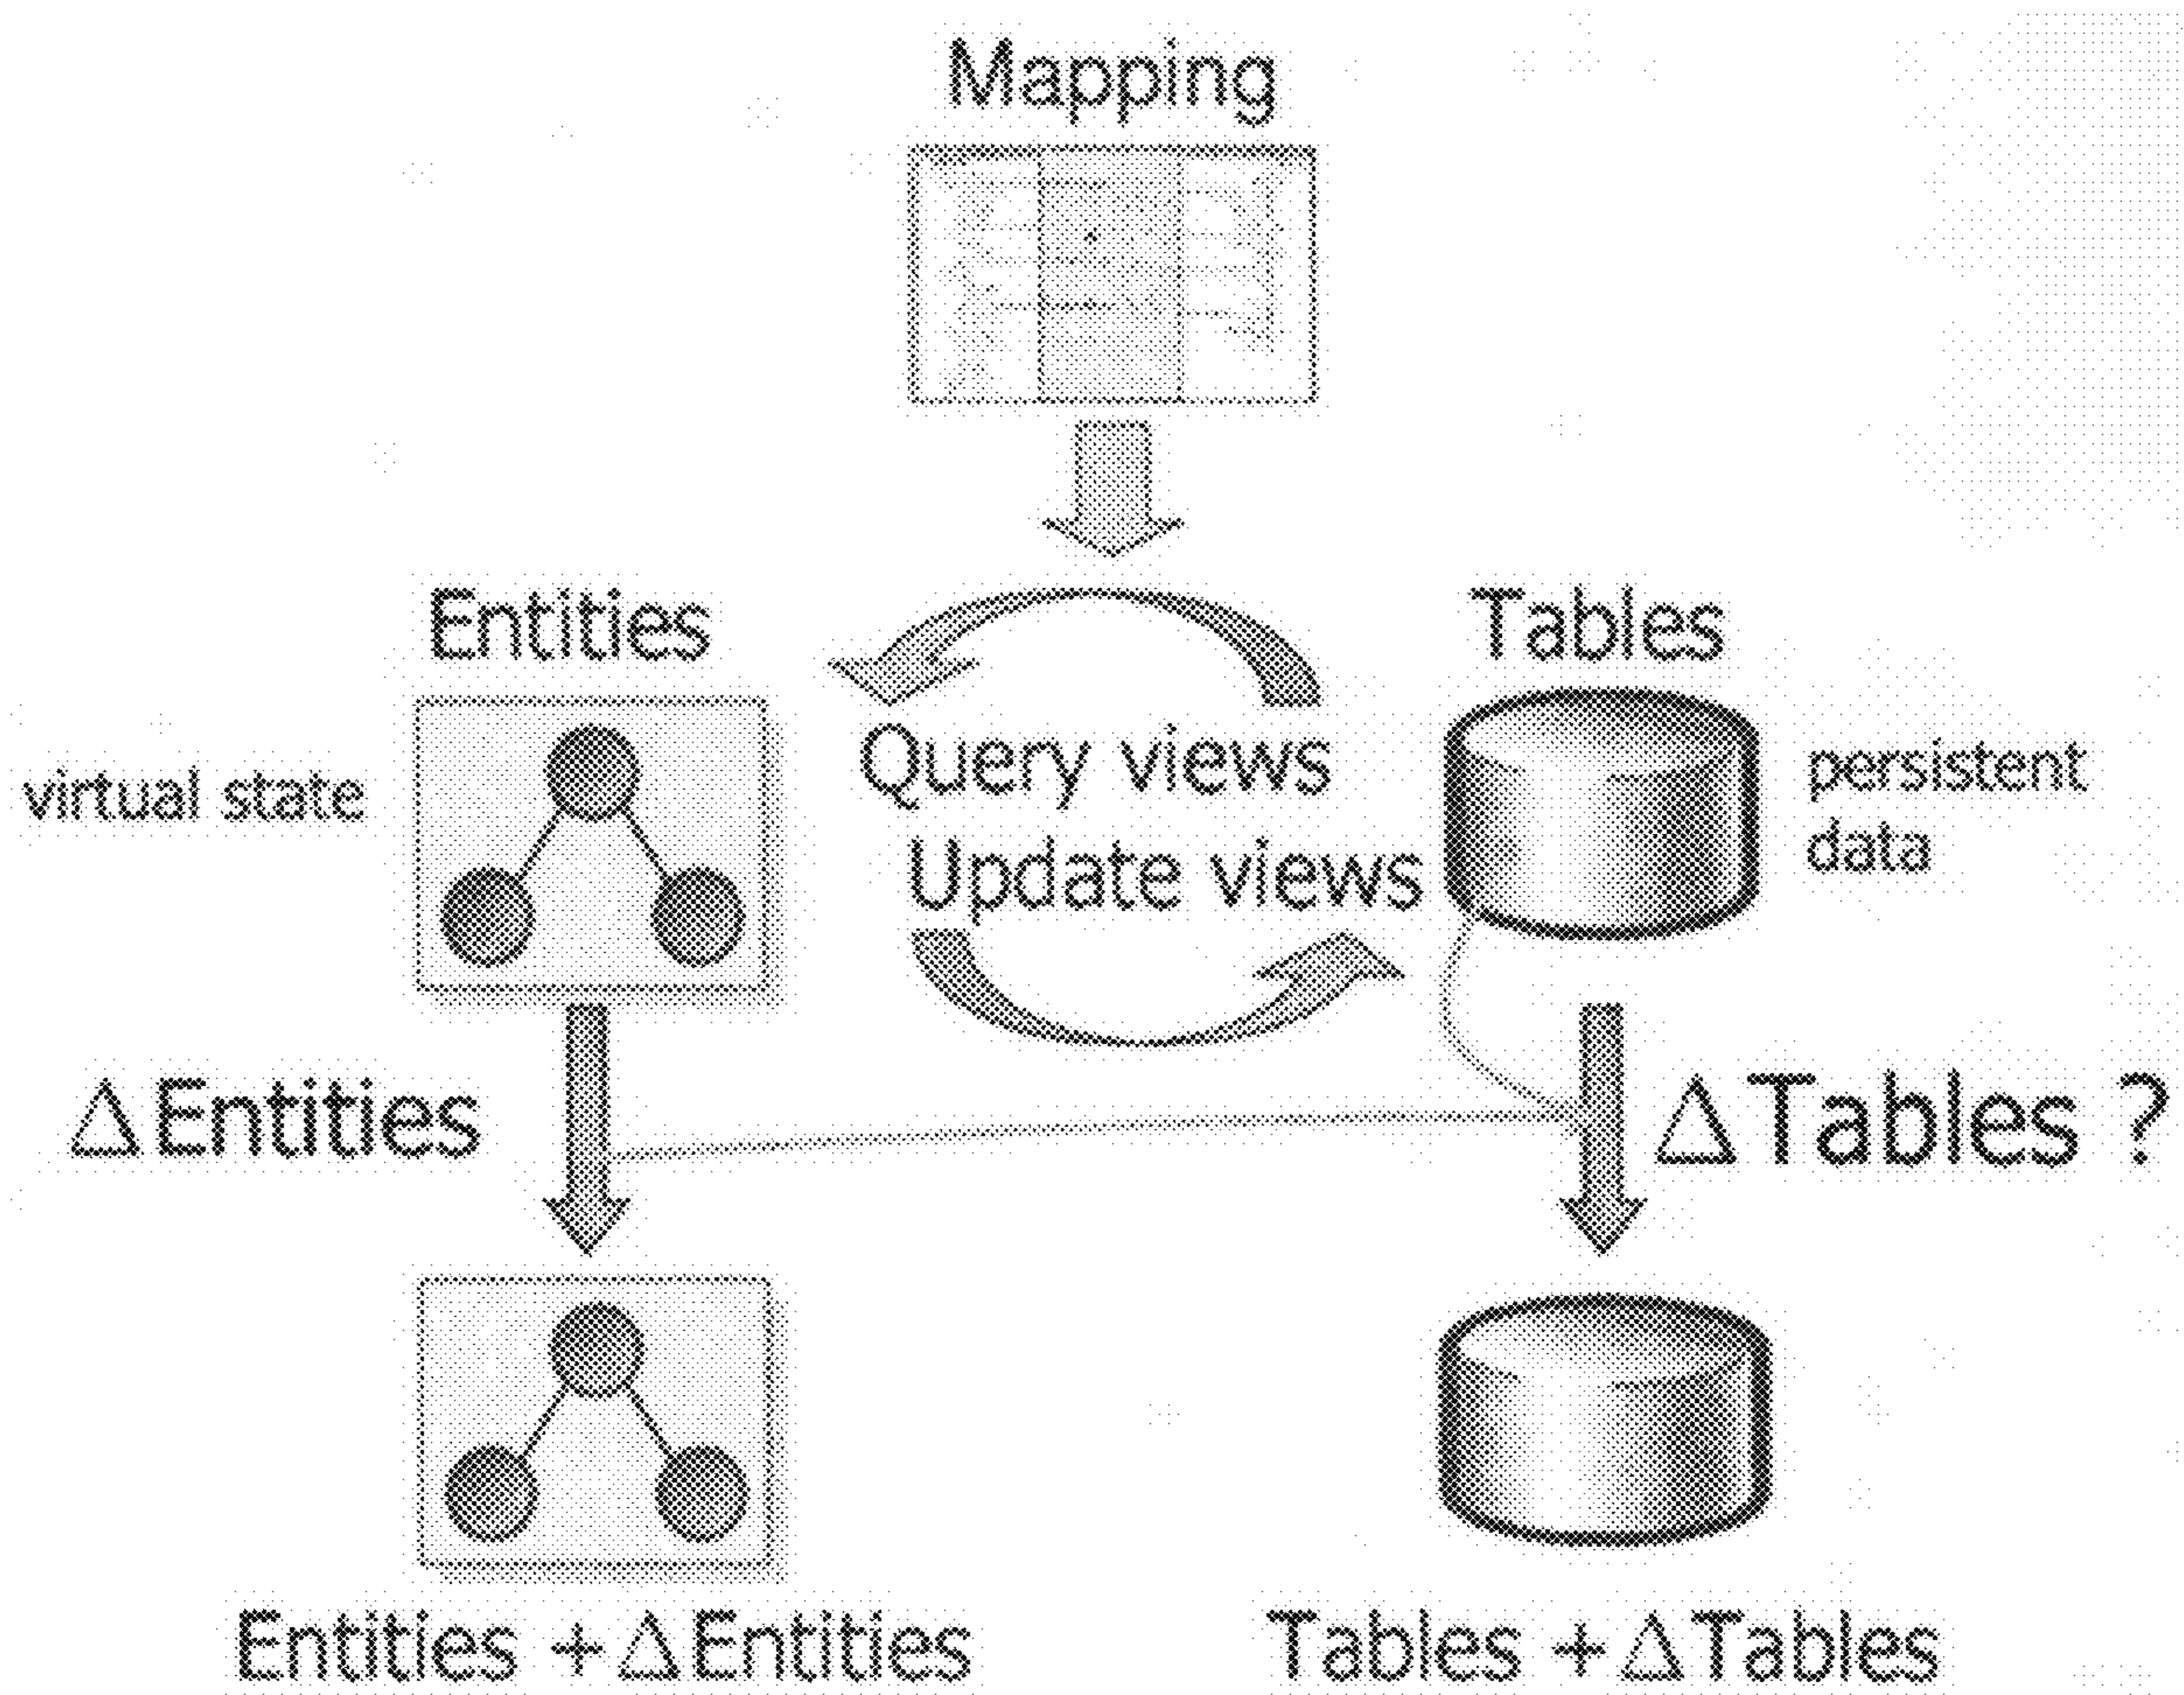 Mapping
Entities
Tables
virtual state
Query views
Update views
persistent
data
ΔEntities
ΔTables ?
Entities + ΔEntities
Tables + ΔTables